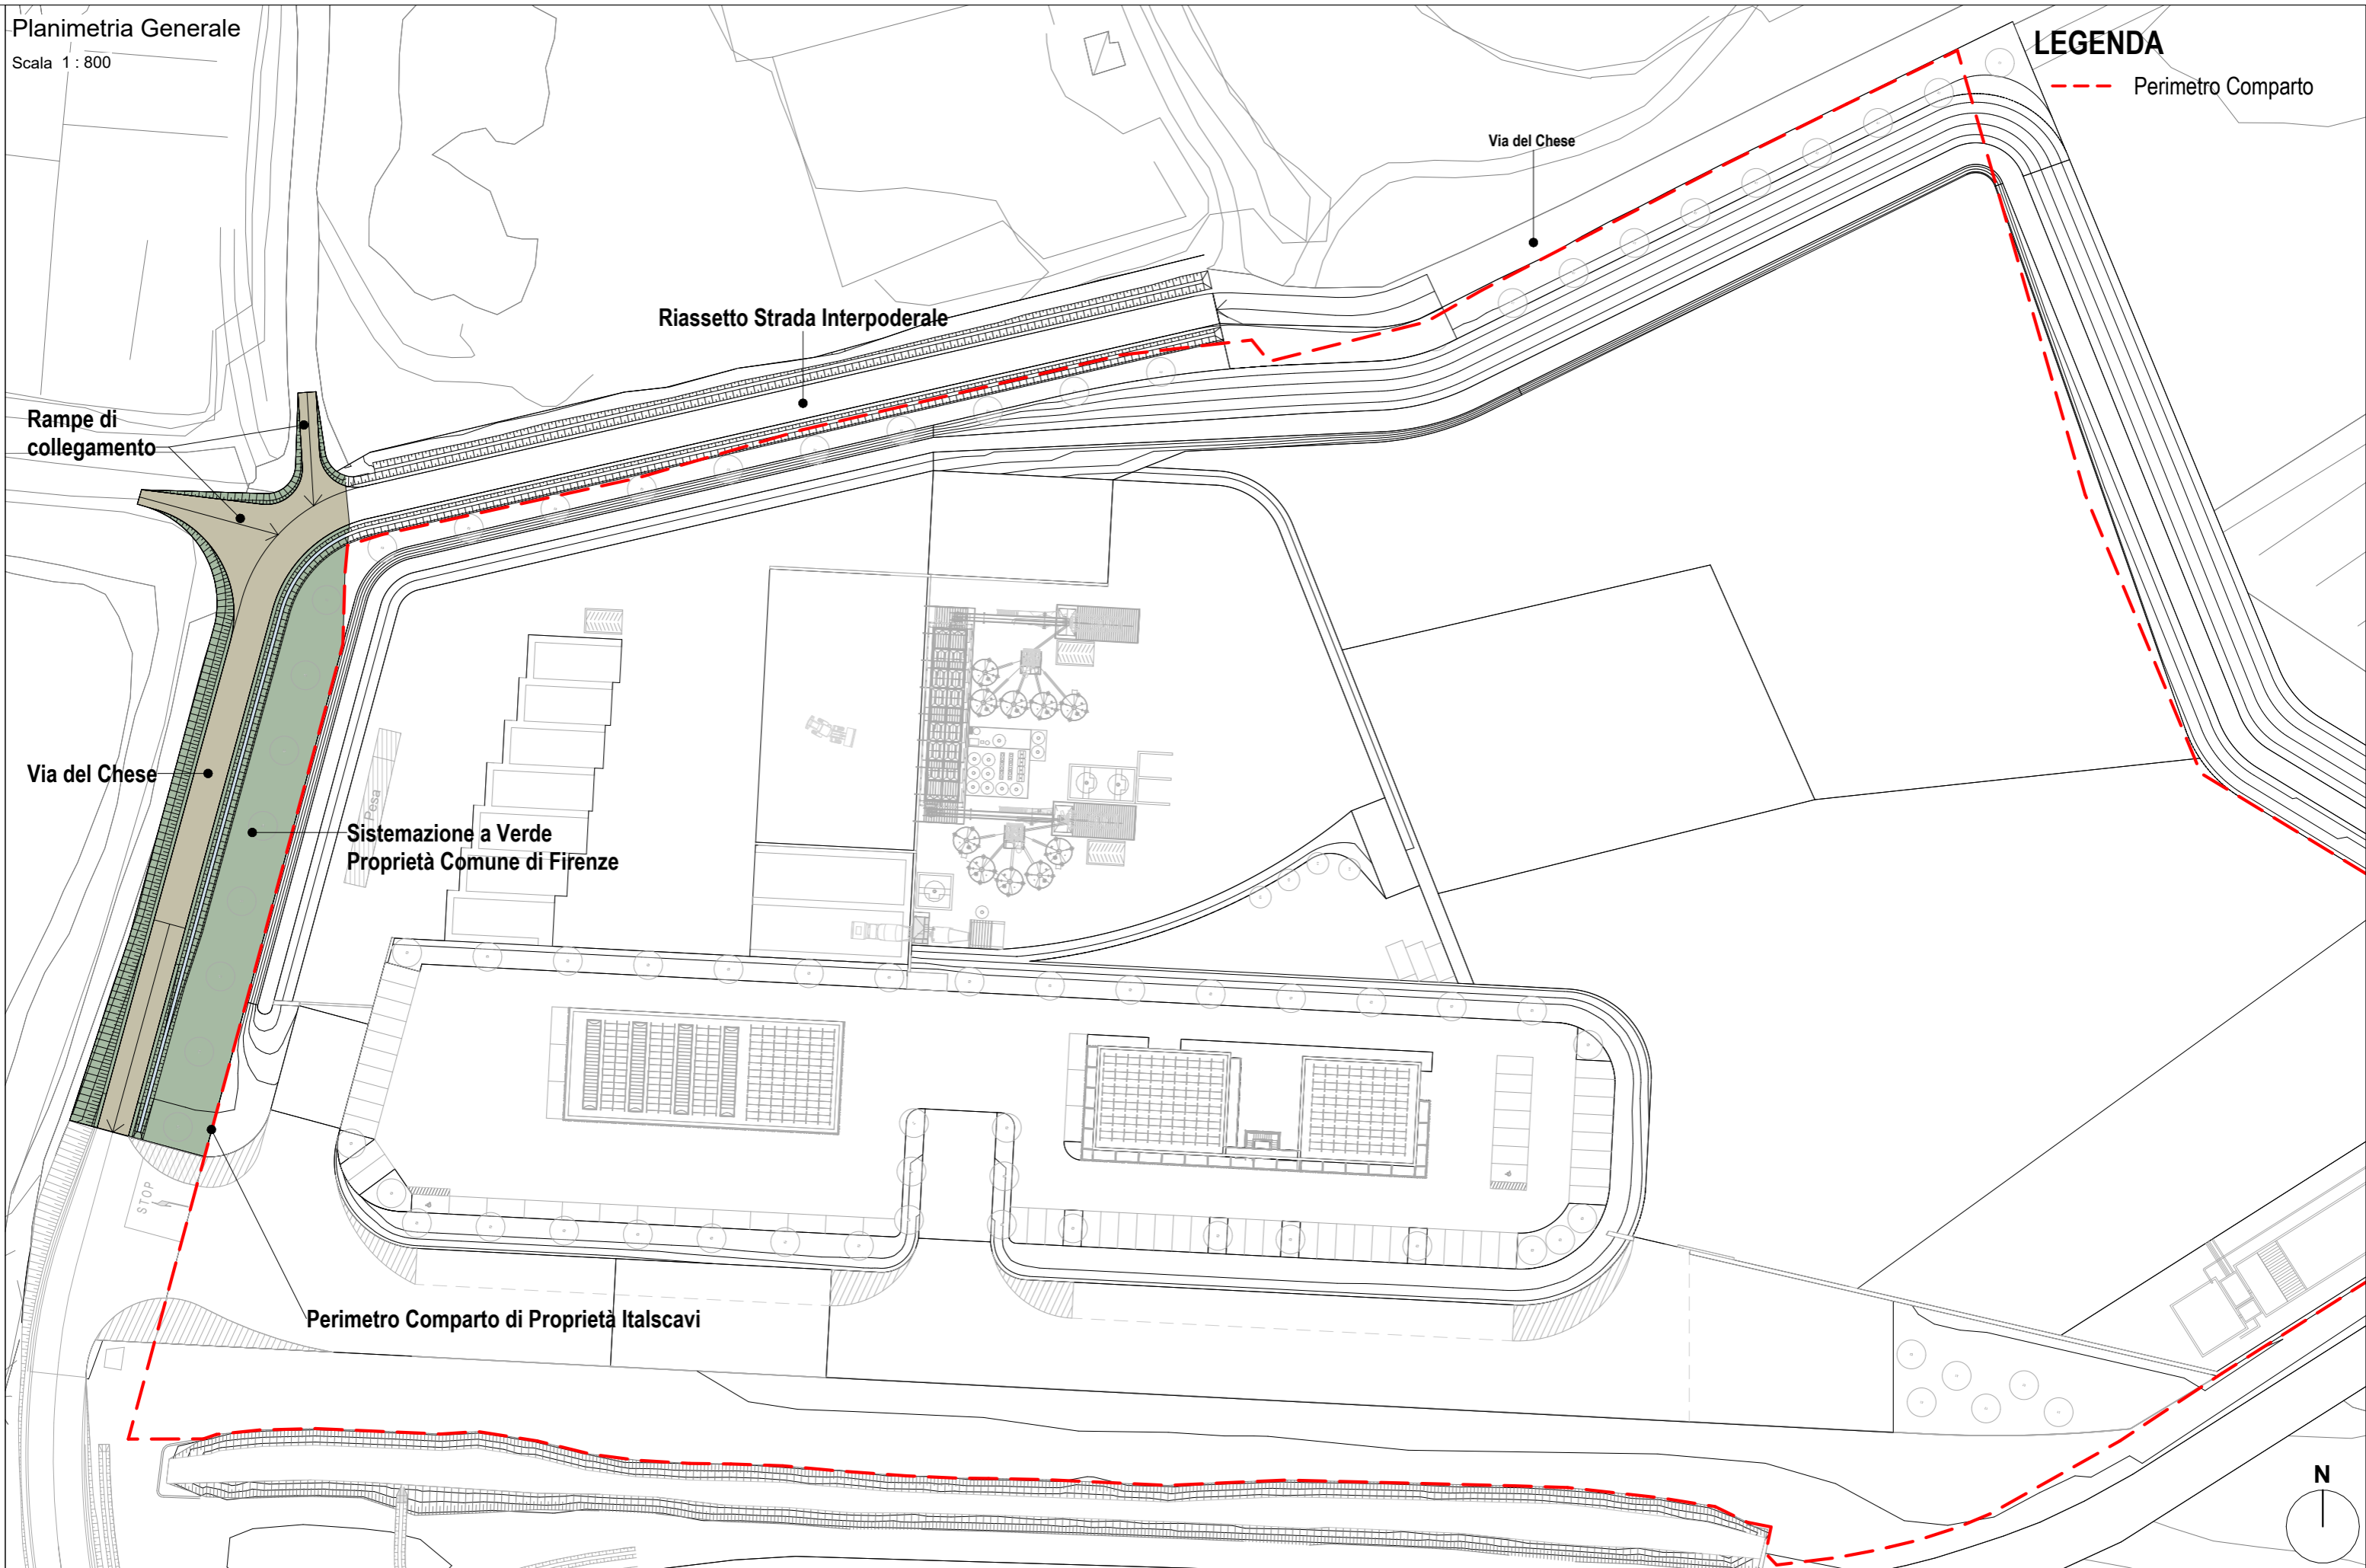 Planimetria Generale
Scala 1 : 800
LEGENDA
Perimetro Comparto
Via del Chese
Riassetto Strada Interpoderale
Rampe di
collegamento
Via del Chese
Pesa
Sistemazione a Verde
Proprietà Comune di Firenze
STOP
Perimetro Comparto di Proprietà Italscavi
N